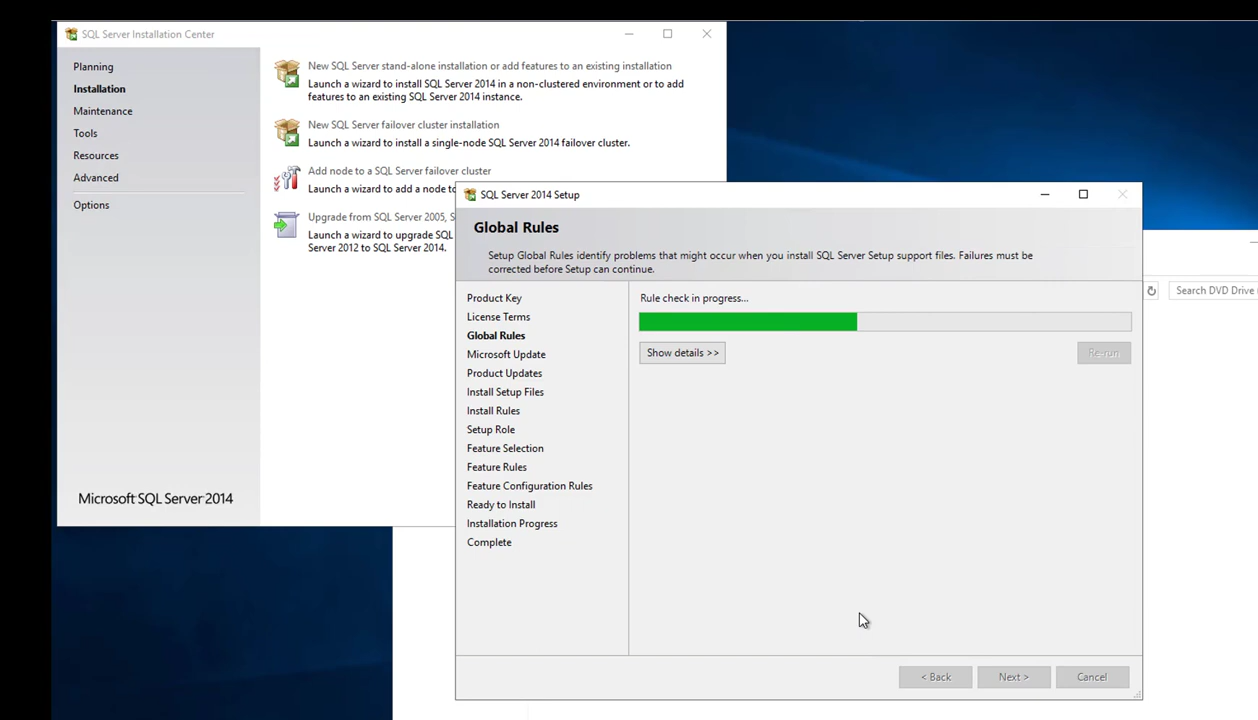 SQL Server Installation Center
Planning
Installation
Maintenance
Tools
Resources
Advanced
Options
Microsoft SQL Server 2014
New SQL Server stand-alone installation or add features to an existing installation
Launch a wizard to install SQL Server 2014 in a non-clustered environment or to add
features to an existing SQL Server 2014 instance.
New SQL Server failover cluster installation
Launch a wizard to install a single-node SQL Server 2014 failover cluster.
Add node to a SQL Server failover cluster
Launch a wizard to add a node to
Upgrade from SQL Server 2005, S
Launch a wizard to upgrade SQL
Server 2012 to SQL Server 2014.
SQL Server 2014 Setup
Global Rules
Setup Global Rules identify problems that might occur when you install SQL Server Setup support files. Failures must be
corrected before Setup can continue.
Product Key
License Terms
Global Rules
Microsoft Update
Product Updates
Install Setup Files
Install Rules
Setup Role
Feature Selection
Feature Rules
Feature Configuration Rules
Ready to Install
Installation Progress
Complete
Rule check in progress...
Show details >>
Re-run
< Back
Next >
Cancel
Search DVD Drive